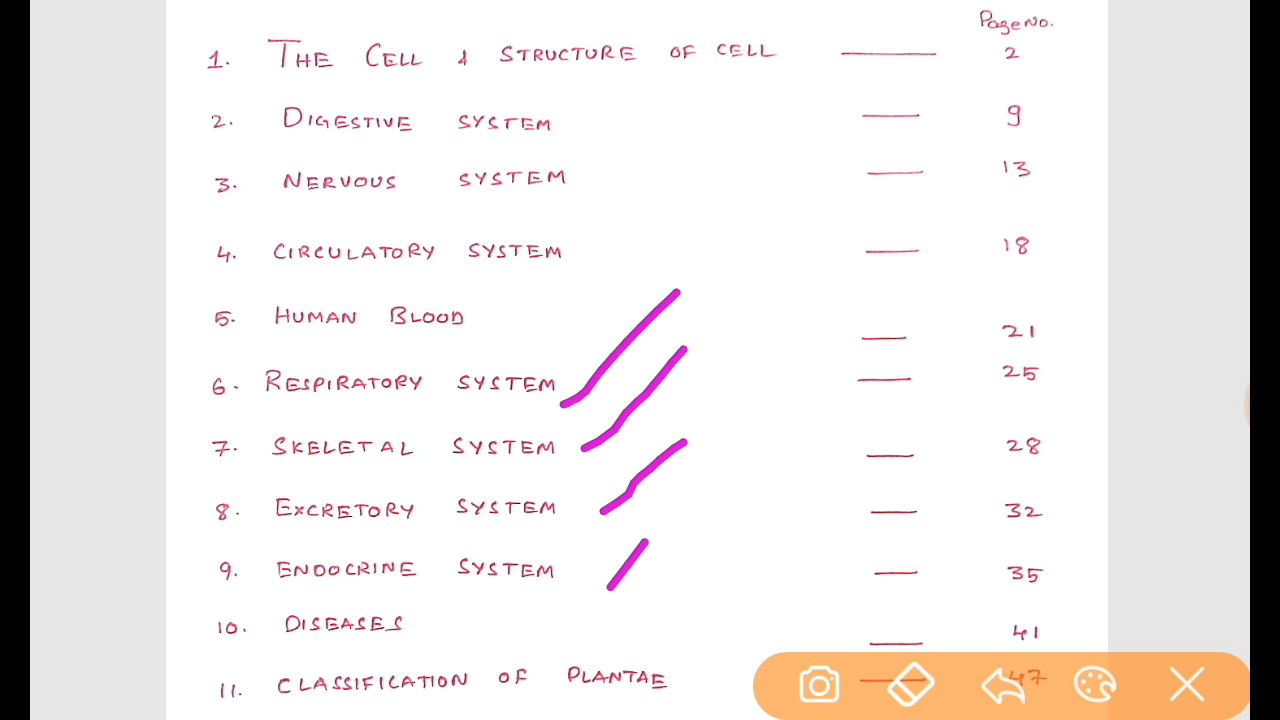 Page No.
1. THE CELL & STRUCTURE OF CELL 2
2. DIGESTIVE SYSTEM 9
3. NERVOUS SYSTEM 13
4. CIRCULATORY SYSTEM 18
5. HUMAN BLOOD 21
6. RESPIRATORY SYSTEM 25
7. SKELETAL SYSTEM 28
8. EXCRETORY SYSTEM 32
9. ENDOCRINE SYSTEM 35
10. DISEASES 41
11. CLASSIFICATION OF PLANTAE 47